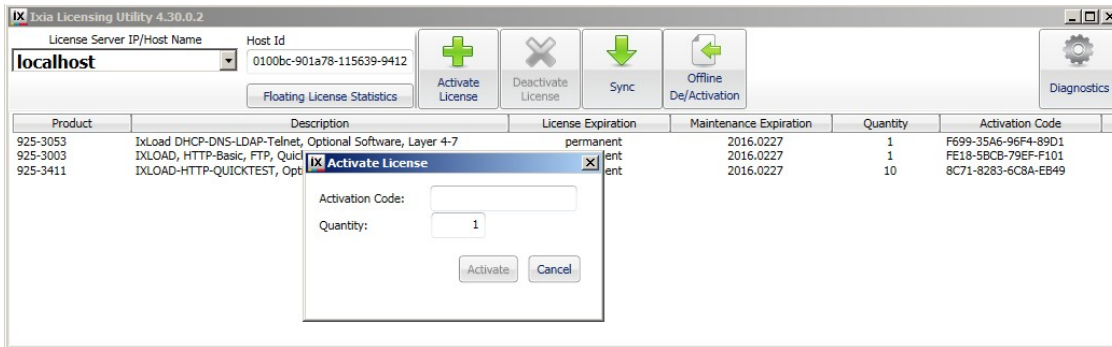 IX Ixia Licensing Utility 4.30.0.2
License Server IP/Host Name
localhost
Host Id
0100bc-901a78-115639-9412
Floating License Statistics
Activate
License
Deactivate
License
Sync
Offline
De/Activation
Diagnostics
Product Description License Expiration Maintenance Expiration Quantity Activation Code
925-3053 IxLoad DHCP-DNS-LDAP-Telnet, Optional Software, Layer 4-7 permanent 2016.0227 1 F699-35A6-96F4-89D1
925-3003 IXLOAD, HTTP-Basic, FTP, 2016.0227 1 FE18-5BCB-79EF-F101
925-3411 IXLOAD-HTTP-QUICKTEST, 2016.0227 10 8C71-8283-6C8A-EB49
IX Activate License
Activation Code:
Quantity: 1
Activate Cancel